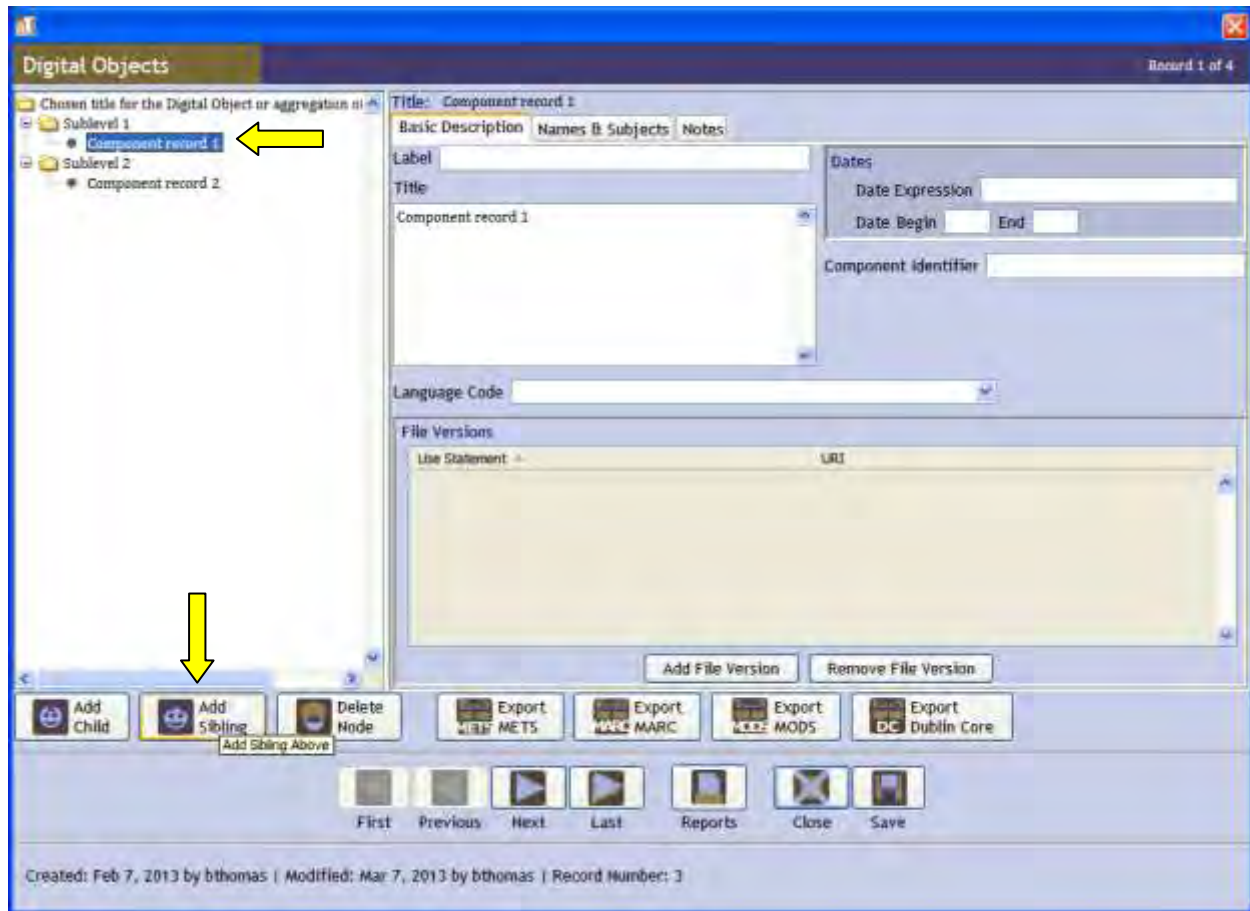 Digital Objects
Record 1 of 4
Chosen title for the Digital Object or aggregation
Sublevel 1
Component record 1
Sublevel 2
Component record 2
Title: Component record 1
Basic Description Names & Subjects Notes
Label
Title
Component record 1
Dates
Date Expression
Date Begin End
Component Identifier
Language Code
File Versions
Use Statement URI
Add File Version Remove File Version
Add Child
Add Sibling
Delete Node
Export METS
Export MARC
Export MODS
DC Export Dublin Core
Add Sibling Above
First Previous Next Last Reports Close Save
Created: Feb 7, 2013 by bthomas | Modified: Mar 7, 2013 by bthomas | Record Number: 3